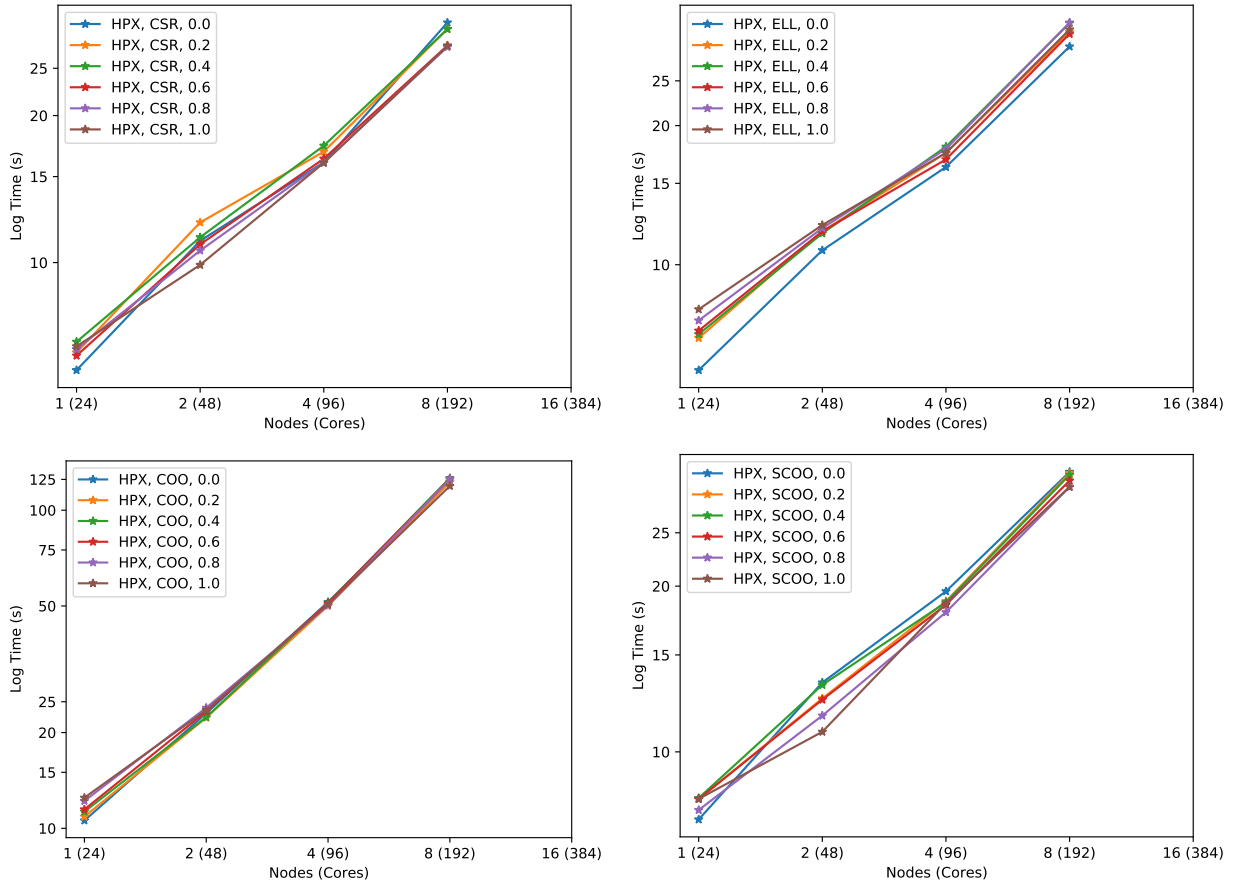 HPX, CSR, 0.0
HPX, CSR, 0.2
HPX, CSR, 0.4
HPX, CSR, 0.6
HPX, CSR, 0.8
HPX, CSR, 1.0
25
20
15
10
Log Time (s)
1 (24) 2 (48) 4 (96) 8 (192) 16 (384)
Nodes (Cores)
HPX, ELL, 0.0
HPX, ELL, 0.2
HPX, ELL, 0.4
HPX, ELL, 0.6
HPX, ELL, 0.8
HPX, ELL, 1.0
25
20
15
10
Log Time (s)
1 (24) 2 (48) 4 (96) 8 (192) 16 (384)
Nodes (Cores)
HPX, COO, 0.0
HPX, COO, 0.2
HPX, COO, 0.4
HPX, COO, 0.6
HPX, COO, 0.8
HPX, COO, 1.0
125
100
75
50
25
20
15
10
Log Time (s)
1 (24) 2 (48) 4 (96) 8 (192) 16 (384)
Nodes (Cores)
HPX, SCOO, 0.0
HPX, SCOO, 0.2
HPX, SCOO, 0.4
HPX, SCOO, 0.6
HPX, SCOO, 0.8
HPX, SCOO, 1.0
25
20
15
10
Log Time (s)
1 (24) 2 (48) 4 (96) 8 (192) 16 (384)
Nodes (Cores)